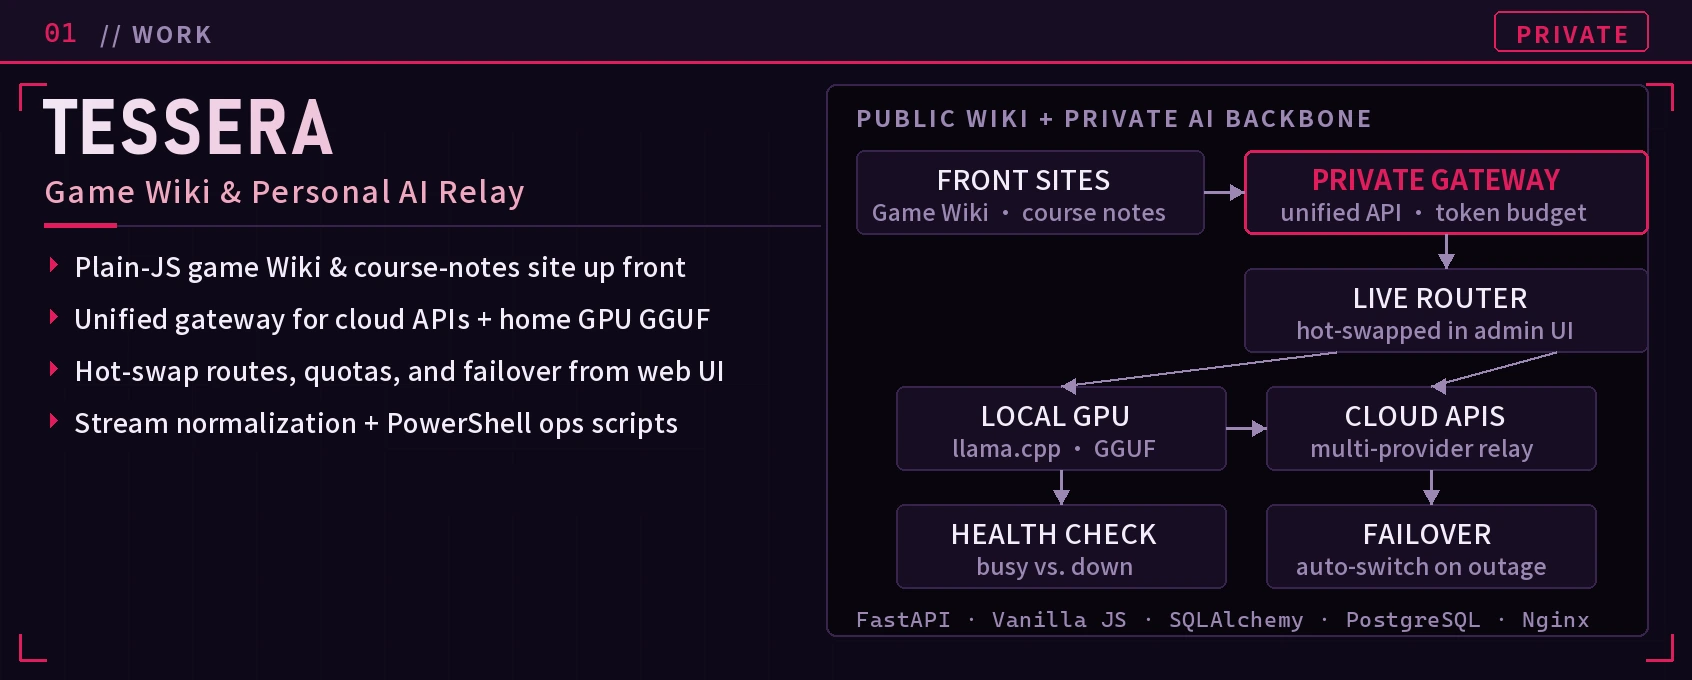 01 // WORK
PRIVATE
TESSERA
Game Wiki & Personal AI Relay
Plain-JS game Wiki & course-notes site up front
Unified gateway for cloud APIs + home GPU GGUF
Hot-swap routes, quotas, and failover from web UI
Stream normalization + PowerShell ops scripts
PUBLIC WIKI + PRIVATE AI BACKBONE
FRONT SITES
Game Wiki • course notes
PRIVATE GATEWAY
unified API • token budget
LIVE ROUTER
hot-swapped in admin UI
LOCAL GPU
llama.cpp • GGUF
CLOUD APIS
multi-provider relay
HEALTH CHECK
busy vs. down
FAILOVER
auto-switch on outage
FastAPI · Vanilla JS · SQLAlchemy · PostgreSQL · Nginx